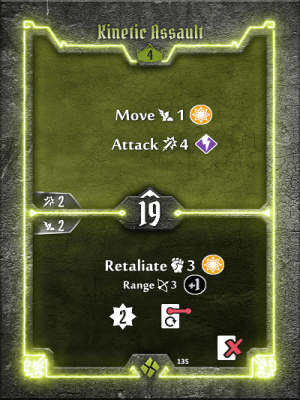 Kinetic Assault
4
Move 1
Attack 4
2
19
2
Retaliate 3
Range 3 +1
2
135